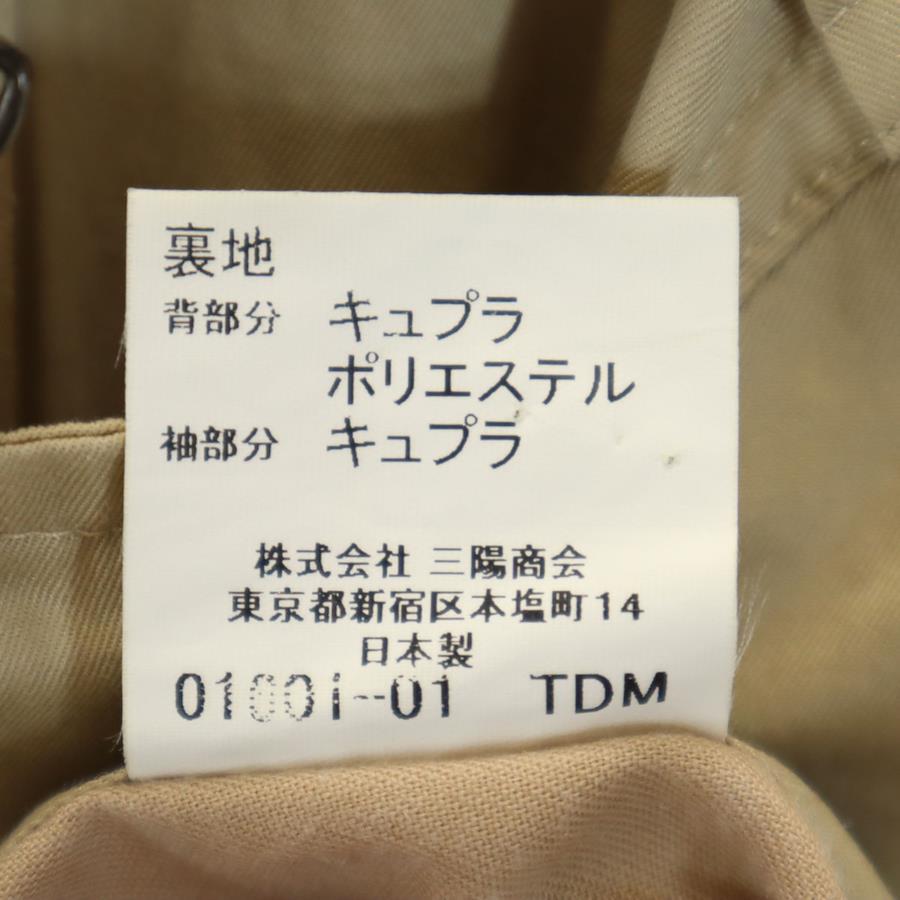 裏地
背部分 キュプラ
ポリエステル
袖部分 キュプラ
株式会社 三陽商会
東京都新宿区本塩町14
日本製
01001-01 TDM